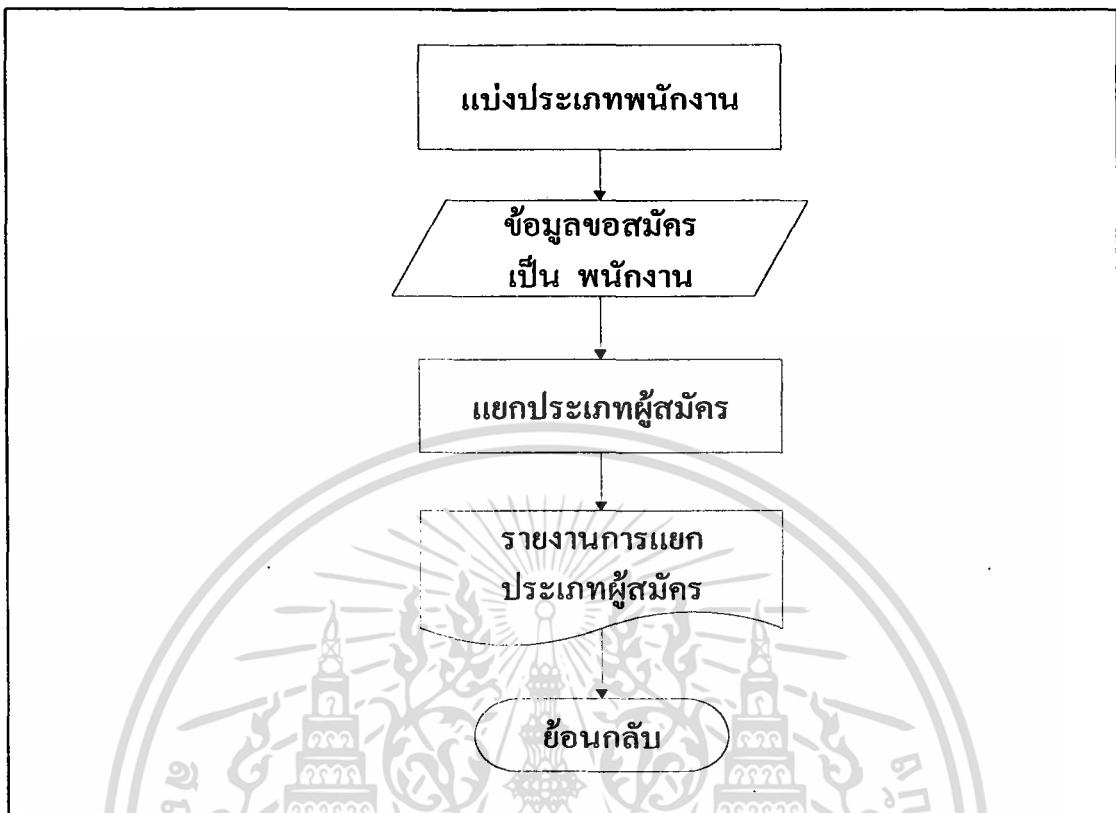 แบ่งประเภทพนักงาน
ข้อมูลขอสมัคร
เป็น พนักงาน
แยกประเภทผู้สมัคร
รายงานการแยก
ประเภทผู้สมัคร
ย้อนกลับ